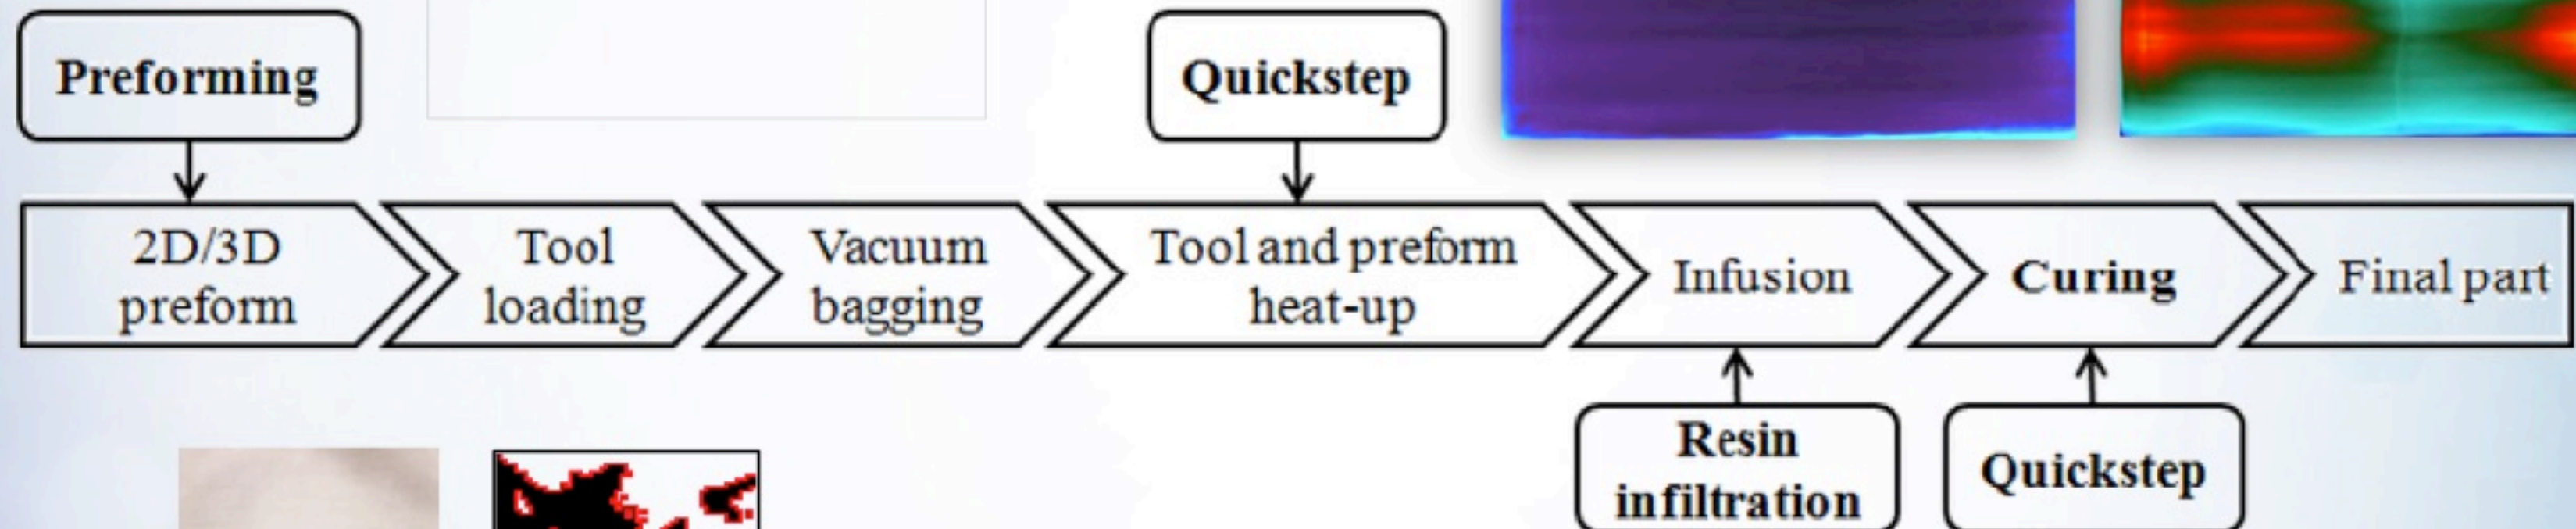 Preforming
Quickstep
2D/3D
preform
Tool
loading
Vacuum
bagging
Tool and preform
heat-up
Infusion
Curing
Final part
Resin
infiltration
Quickstep